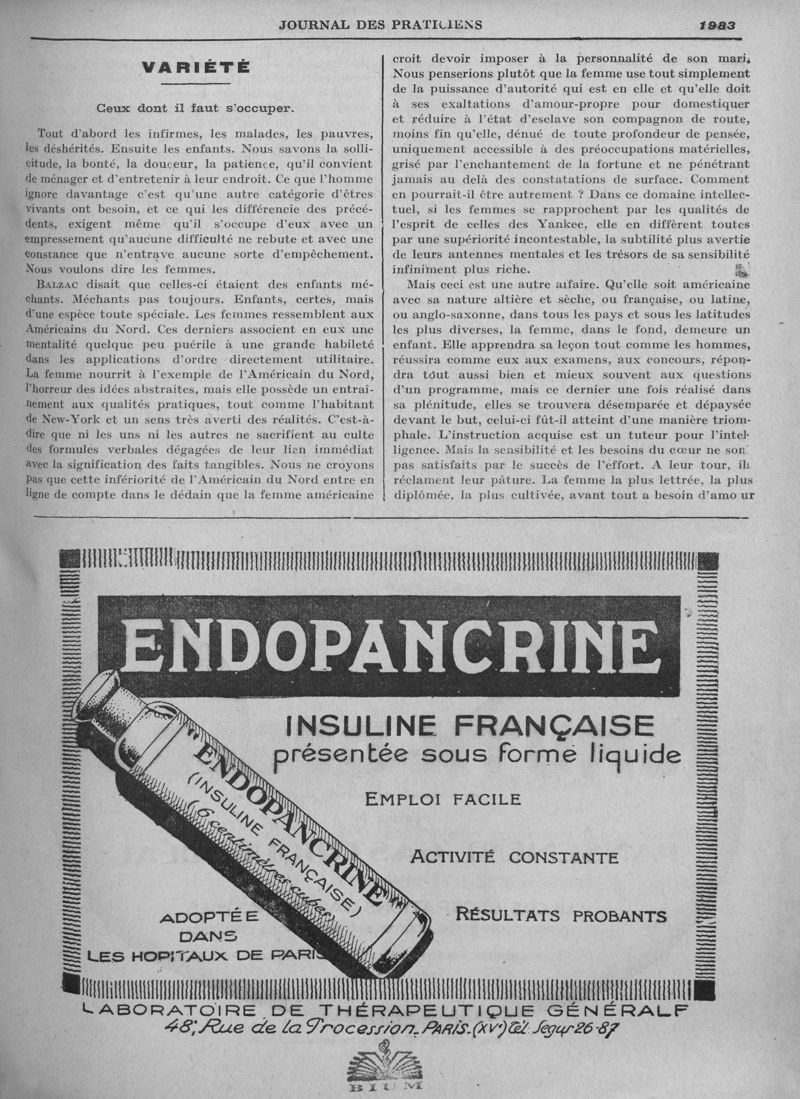 JOURNAL DES PRATICIENS
1983
VARIÉTÉ
Ceux dont il faut s'occuper.
Tout d'abord les infirmes, les malades, les pauvres,
les déshérités. Ensuite les enfants. Nous savons la solli-
citude, la bonté, la douceur, la patience, qu'il convient
de ménager et d'entretenir à leur endroit. Ce que l'homme
ignore davantage c'est qu'une autre catégorie d'êtres
vivants ont besoin, et ce qui les différencie des précé-
dents, exigent même qu'il s'occupe d'eux avec un
empressement qu'aucune difficulté ne rebute et avec une
constance que n'entrave aucune sorte d'empêchement.
Nous voulons dire les femmes.
BALZAC disait que celles-ci étaient des enfants mé-
chants. Méchants pas toujours. Enfants, certes, mais
d'une espèce toute spéciale. Les femmes ressemblent aux
Américains du Nord. Ces derniers associent en eux une
mentalité quelque peu puérile à une grande habileté
dans les applications d'ordre directement utilitaire.
La femme nourrit à l'exemple de l'Américain du Nord,
l'horreur des idées abstraites, mais elle possède un entraî-
nement aux qualités pratiques, tout comme l'habitant
de New-York et un sens très averti des réalités. C'est-à-
dire que ni les uns ni les autres ne sacrifient au culte
des formules verbales dégagées de leur lien immédiat
avec la signification des faits tangibles. Nous ne croyons
pas que cette infériorité de l'Américain du Nord entre en
ligne de compte dans le dédain que la femme américaine
croit devoir imposer à la personnalité de son mari.
Nous penserions plutôt que la femme use tout simplement
de la puissance d'autorité qui est en elle et qu'elle doit
à ses exaltations d'amour-propre pour domestiquer
et réduire à l'état d'esclave son compagnon de route,
moins fin qu'elle, dénué de toute profondeur de pensée,
uniquement accessible à des préoccupations matérielles,
grisé par l'enchantement de la fortune et ne pénétrant
jamais au delà des constatations de surface. Comment
en pourrait-il être autrement ? Dans ce domaine intellec-
tuel, si les femmes se rapprochent par les qualités de
l'esprit de celles des Yankee, elle en diffèrent toutes
par une supériorité incontestable, la subtilité plus avertie
de leurs antennes mentales et les trésors de sa sensibilité
infiniment plus riche.
Mais ceci est une autre affaire. Qu'elle soit américaine
avec sa nature altière et sèche, ou française, ou latine,
ou anglo-saxonne, dans tous les pays et sous les latitudes
les plus diverses, la femme, dans le fond, demeure un
enfant. Elle apprendra sa leçon tout comme les hommes,
réussira comme eux aux examens, aux concours, répon-
dra tout aussi bien et mieux souvent aux questions
d'un programme, mais ce dernier une fois réalisé dans
sa plénitude, elles se trouvera désemparée et dépaysée
devant le but, celui-ci fût-il atteint d'une manière triom-
phale. L'instruction acquise est un tuteur pour l'intel-
ligence. Mais la sensibilité et les besoins du cœur ne son
pas satisfaits par le succès de l'effort. A leur tour, ils
réclament leur pâture. La femme la plus lettrée, la plus
diplômée, la plus cultivée, avant tout a besoin d'amo ur
ENDOPANCRINE
INSULINE FRANÇAISE
présentée sous forme liquide
EMPLOI FACILE
ACTIVITÉ CONSTANTE
RÉSULTATS PROBANTS
"ENDOPANCRINE"
(INSULINE FRANÇAISE)
(6 centimètres cubes)
ADOPTÉE
DANS
LES HOPITAUX DE PARIS
LABORATOIRE DE THÉRAPEUTIQUE GÉNÉRALE
48, Rue de la Procession, PARIS. (XVe) Tél. Segur 26-87
BIUM